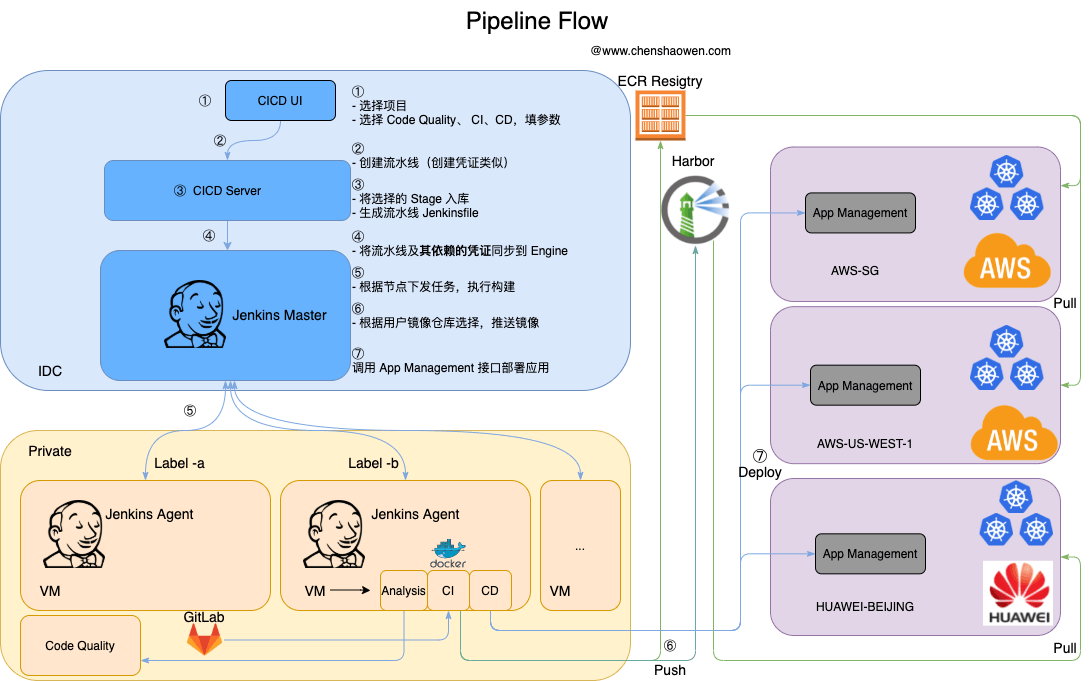 Pipeline Flow
@www.chenshaowen.com
ECR Resigtry
① CICD UI
①
- 选择项目
- 选择 Code Quality、 CI、CD，填参数
②
②
- 创建流水线（创建凭证类似）
③ CICD Server
③
- 将选择的 Stage 入库
- 生成流水线 Jenkinsfile
④
④
- 将流水线及其依赖的凭证同步到 Engine
⑤
- 根据节点下发任务，执行构建
Jenkins Master
⑥
- 根据用户镜像仓库选择，推送镜像
⑦
调用 App Management 接口部署应用
IDC
Harbor
App Management
AWS-SG
AWS
Pull
App Management
AWS-US-WEST-1
AWS
⑦
Deploy
App Management
HUAWEI-BEIJING
HUAWEI
Pull
⑤
Private
Label -a
Label -b
Jenkins Agent
VM
Jenkins Agent
docker
VM
Analysis
CI
CD
...
VM
GitLab
Code Quality
⑥
Push